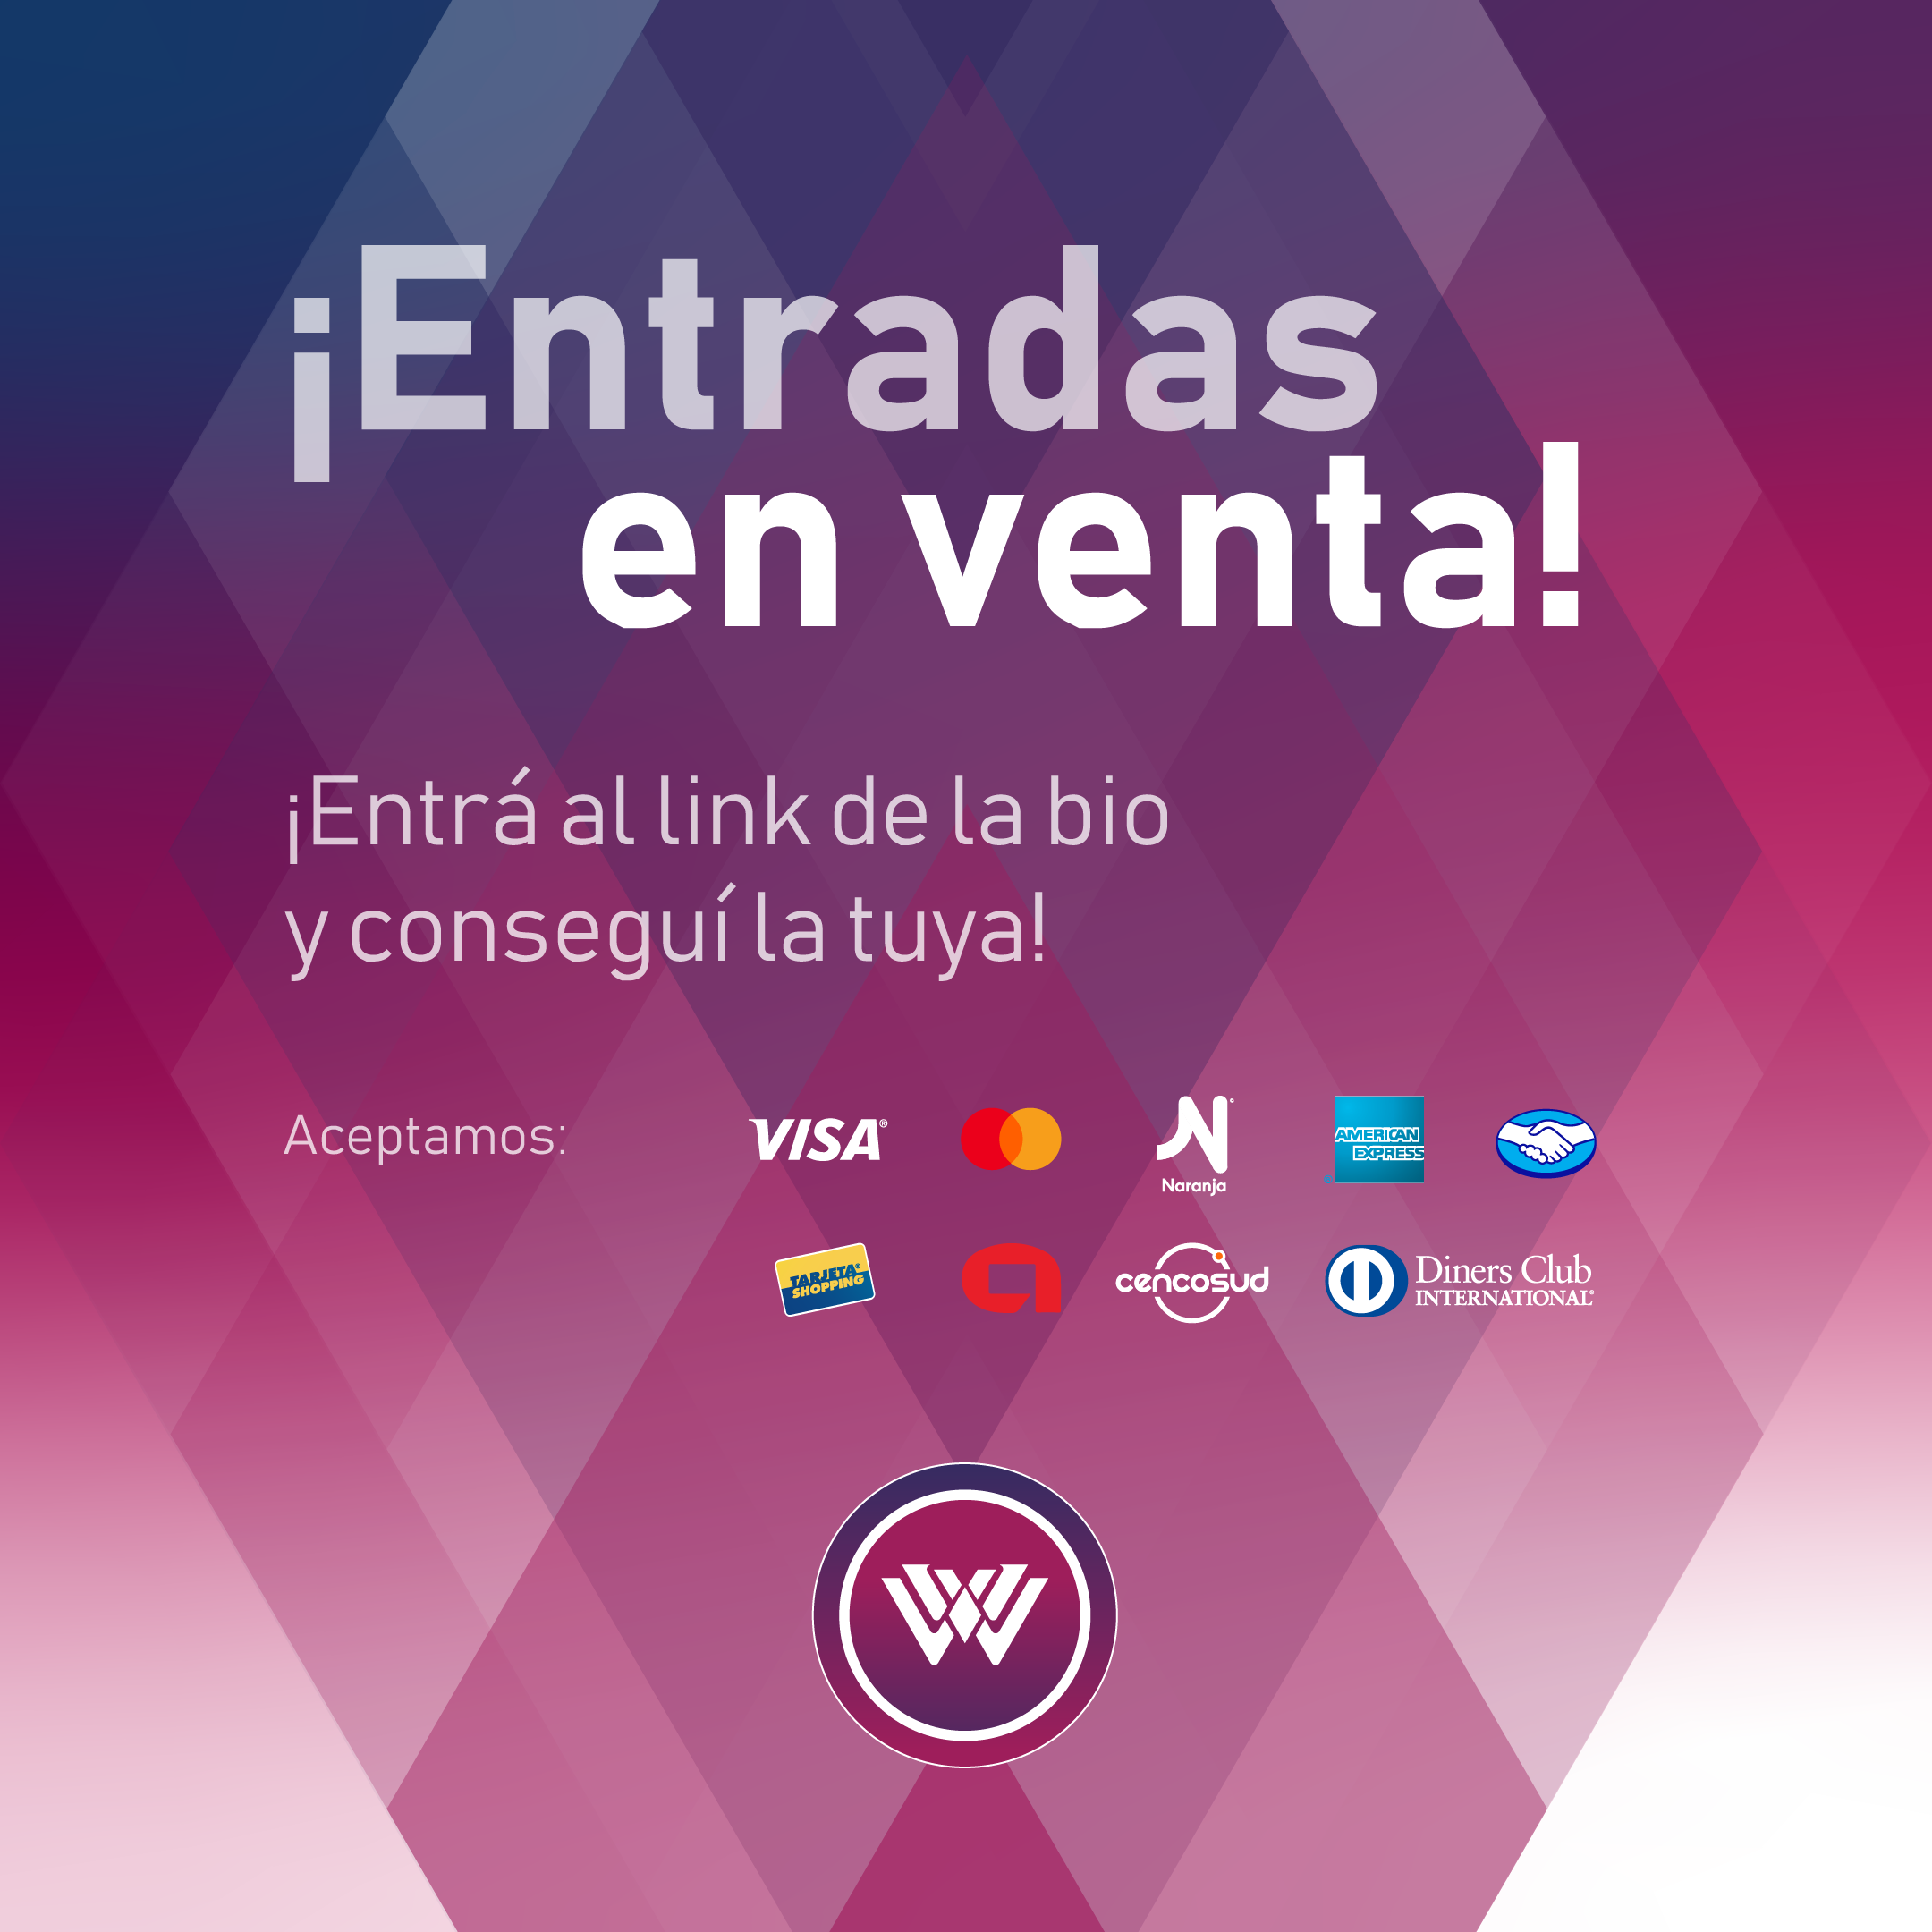 ¡Entradas
en venta!
¡Entrá al link de la bio
y conseguí la tuya!
Aceptamos:
VISA®
Naranja
AMERICAN
EXPRESS
TARJETA®
SHOPPING
cencosud
Diners Club
INTERNATIONAL®
W